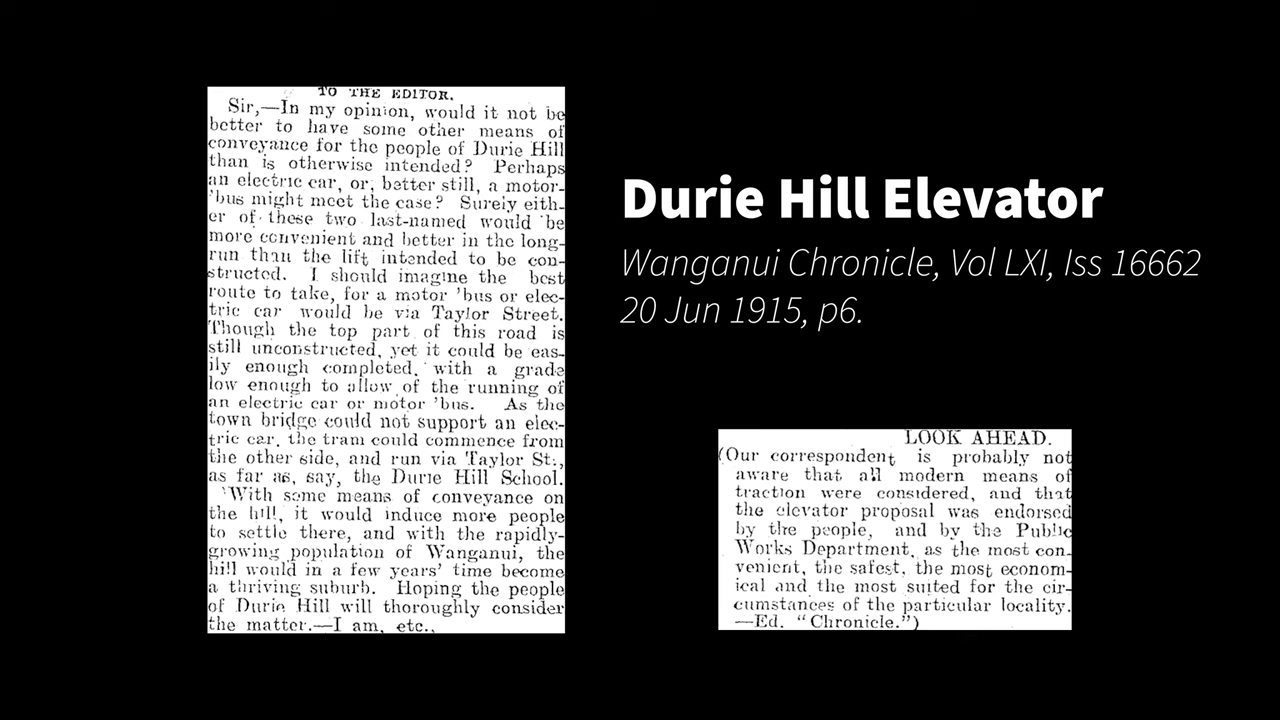 TO THE EDITOR.
Sir,—In my opinion, would it not be
better to have some other means of
conveyance for the people of Durie Hill
than is otherwise intended? Perhaps
an electric car, or, better still, a motor-
'bus might meet the case? Surely eith-
er of these two last-named would be
more convenient and better in the long-
run than the lift intended to be con-
structed. I should imagine the best
route to take, for a motor 'bus or elec-
tric car would be via Taylor Street.
Though the top part of this road is
still unconstructed, yet it could be eas-
ily enough completed, with a grade
low enough to allow of the running of
an electric car or motor 'bus. As the
town bridge could not support an elec-
tric car, the tram could commence from
the other side, and run via Taylor St.,
as far as, say, the Durie Hill School.
With some means of conveyance on
the hill, it would induce more people
to settle there, and with the rapidly-
growing population of Wanganui, the
hill would in a few years' time become
a thriving suburb. Hoping the people
of Durie Hill will thoroughly consider
the matter.—I am, etc.,
Durie Hill Elevator
Wanganui Chronicle, Vol LXI, Iss 16662
20 Jun 1915, p6.
LOOK AHEAD.
(Our correspondent is probably not
aware that all modern means of
traction were considered, and that
the elevator proposal was endorsed
by the people, and by the Public
Works Department, as the most con-
venient, the safest, the most econom-
ical and the most suited for the cir-
cumstances of the particular locality.
—Ed. "Chronicle.")